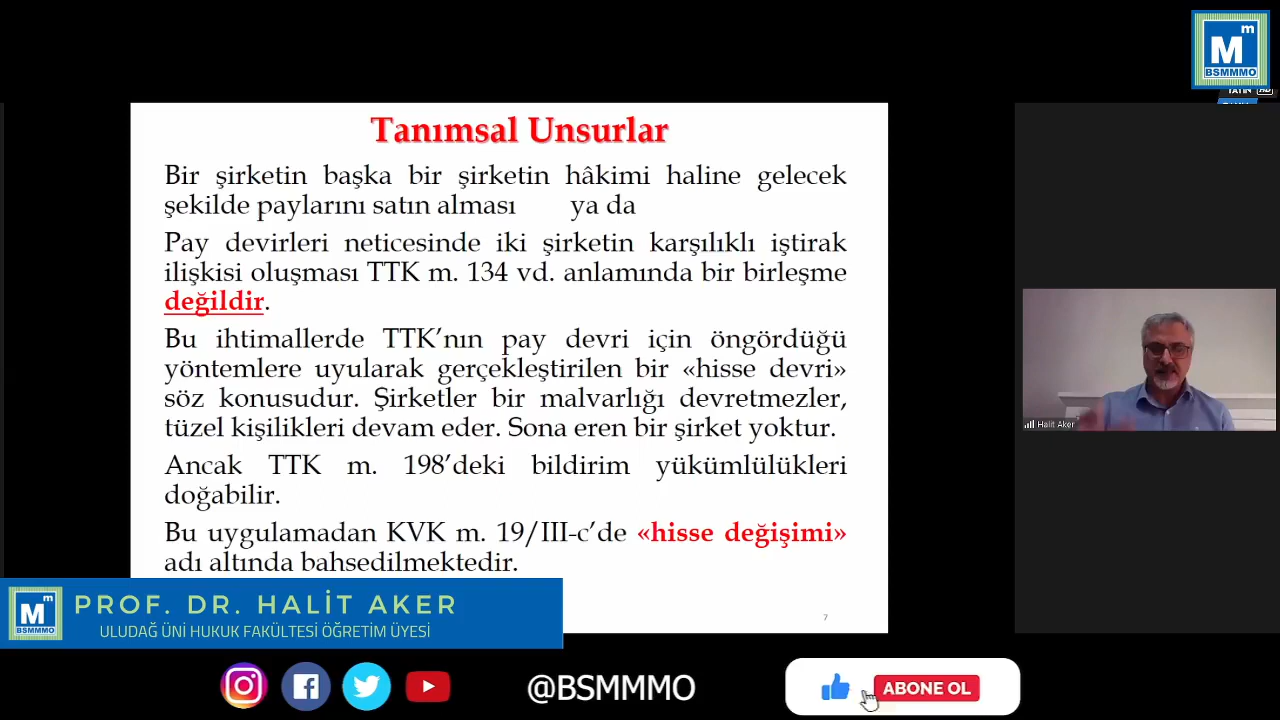 Mm
BSMMMO
YAYIN
Tanımsal Unsurlar
Bir şirketin başka bir şirketin hâkimi haline gelecek
şekilde paylarını satın alması ya da
Pay devirleri neticesinde iki şirketin karşılıklı iştirak
ilişkisi oluşması TTK m. 134 vd. anlamında bir birleşme
değildir.
Bu ihtimallerde TTK’nın pay devri için öngördüğü
yöntemlere uyularak gerçekleştirilen bir «hisse devri»
söz konusudur. Şirketler bir malvarlığı devretmezler,
tüzel kişilikleri devam eder. Sona eren bir şirket yoktur.
Ancak TTK m. 198’deki bildirim yükümlülükleri
doğabilir.
Bu uygulamadan KVK m. 19/III-c’de «hisse değişimi»
adı altında bahsedilmektedir.
7
Halit Aker
Mm
BSMMMO
PROF. DR. HALİT AKER
ULUDAĞ ÜNİ HUKUK FAKÜLTESİ ÖĞRETİM ÜYESİ
@BSMMMO
ABONE OL